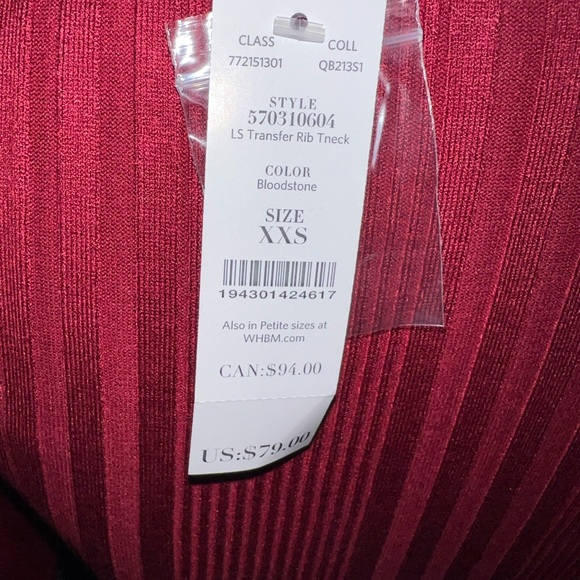 CLASS COLL
772151301 QB213S1
STYLE
570310604
LS Transfer Rib Tneck
COLOR
Bloodstone
SIZE
XXS
194301424617
Also in Petite sizes at
WHBM.com
CAN:$94.00
US:$79.00